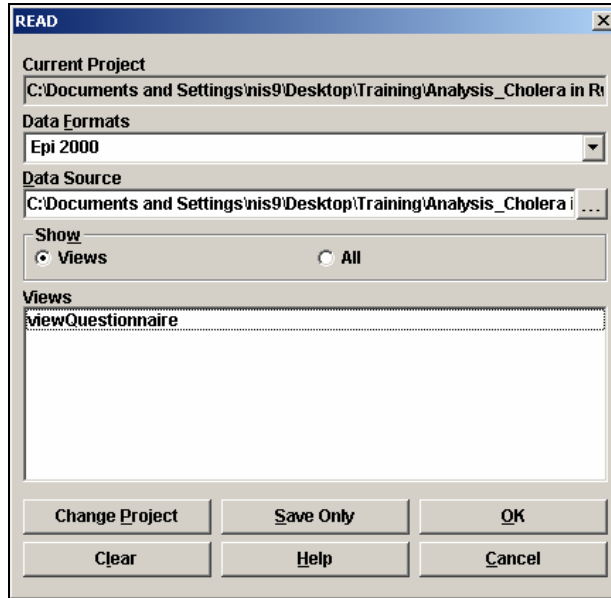 READ
Current Project
C:\Documents and Settings\nis9\Desktop\Training\Analysis_Cholera in
Data Formats
Epi 2000
Data Source
C:\Documents and Settings\nis9\Desktop\Training\Analysis_Cholera ...
Show
Views All
Views
viewQuestionnaire
Change Project Save Only OK
Clear Help Cancel